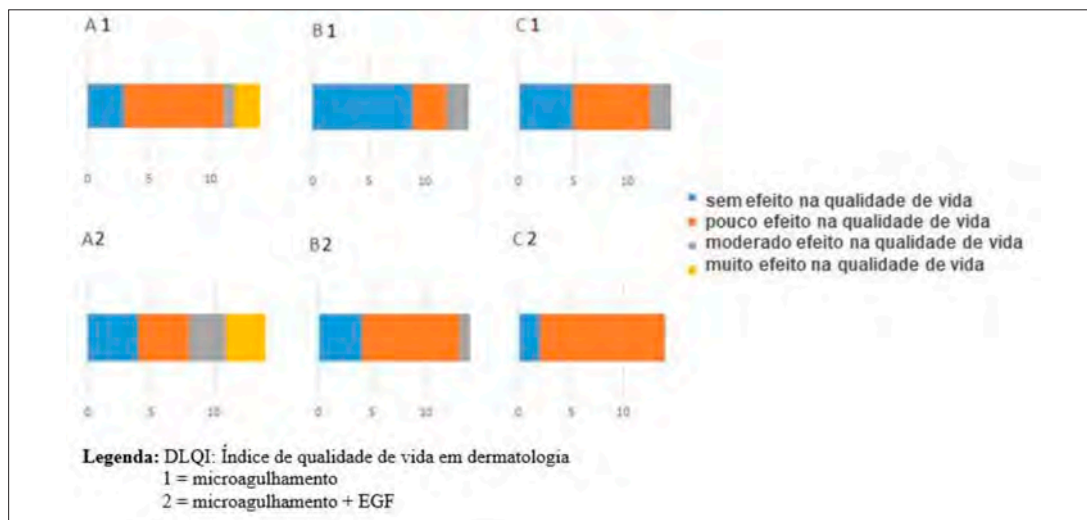 A 1 B 1 C 1
0 5 10 0 5 10 0 5 10
sem efeito na qualidade de vida
pouco efeito na qualidade de vida
moderado efeito na qualidade de vida
muito efeito na qualidade de vida
A2 B2 C2
0 5 10 0 5 10 0 5 10
Legenda: DLQI: Índice de qualidade de vida em dermatologia
1 = microagulhamento
2 = microagulhamento + EGF